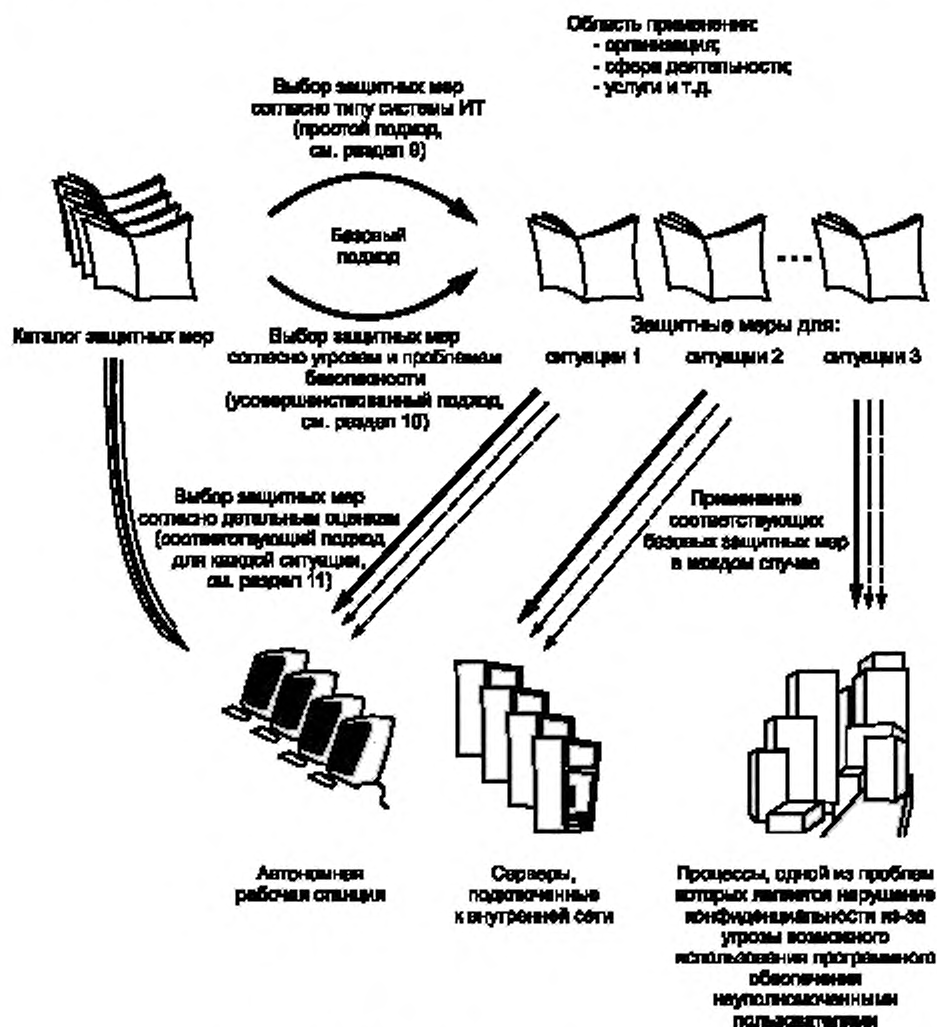 Область применения:
- организация;
- сфера деятельности;
- услуги и т.д.
Выбор защитных мер
согласно типу системы ИТ
(простой подход,
см. раздел 9)
Базовый
подход
Каталог защитных мер
Выбор защитных мер
согласно угрозам и проблемам
безопасности
(усовершенствованный подход,
см. раздел 10)
Защитные меры для:
ситуации 1
ситуации 2
...
ситуации 3
Выбор защитных мер
согласно детальным оценкам
(соответствующий подход
для каждой ситуации,
см. раздел 11)
Применение
соответствующих
базовых защитных мер
в каждом случае
Автономная
рабочая станция
Серверы,
подключенные
к внутренней сети
Процессы, одной из проблем
которых является нарушение
конфиденциальности из-за
угрозы возможного
использования программного
обеспечения
неуполномоченными
пользователями